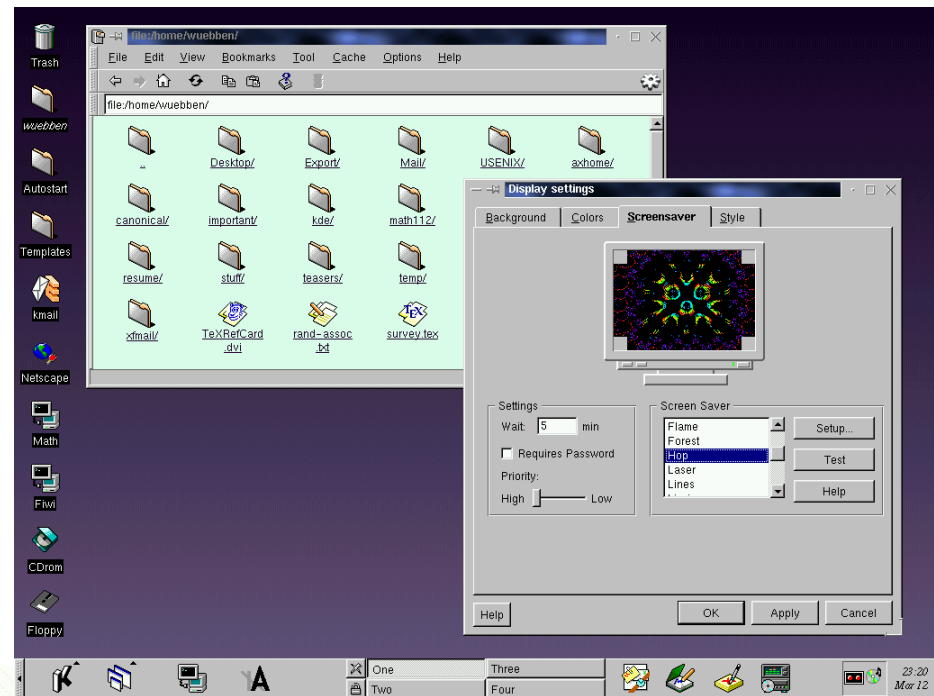 Trash
wuebben
Autostart
Templates
kmail
Netscape
Math
Fiwi
CDrom
Floppy
file:/home/wuebben/
File Edit View Bookmarks Tool Cache Options Help
file:/home/wuebben/
.. Desktop/ Export/ Mail/ USENIX/ axhome/
canonical/ important/ kde/ math112/
resume/ stuff/ teasers/ temp/
xfmail/ TeXRefCard rand-assoc survey.tex
.dvi .txt
Display settings
Background Colors Screensaver Style
Settings
Wait: 5 min
Requires Password
Priority:
High Low
Screen Saver
Flame
Forest
Hop
Laser
Lines
Setup...
Test
Help
Help OK Apply Cancel
One Three
Two Four
23:20
Mar 12